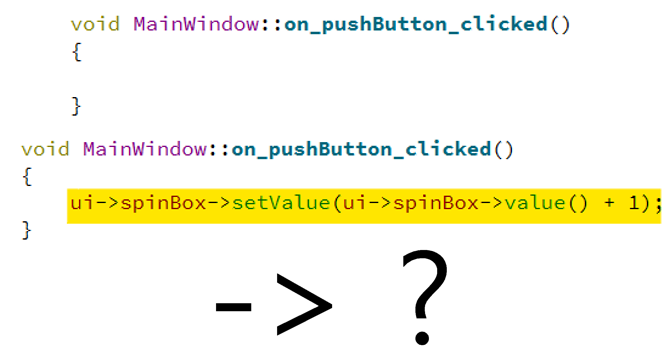 void MainWindow::on_pushButton_clicked()
{
}
void MainWindow::on_pushButton_clicked()
{
ui->spinBox->setValue(ui->spinBox->value() + 1);
}
-> ?